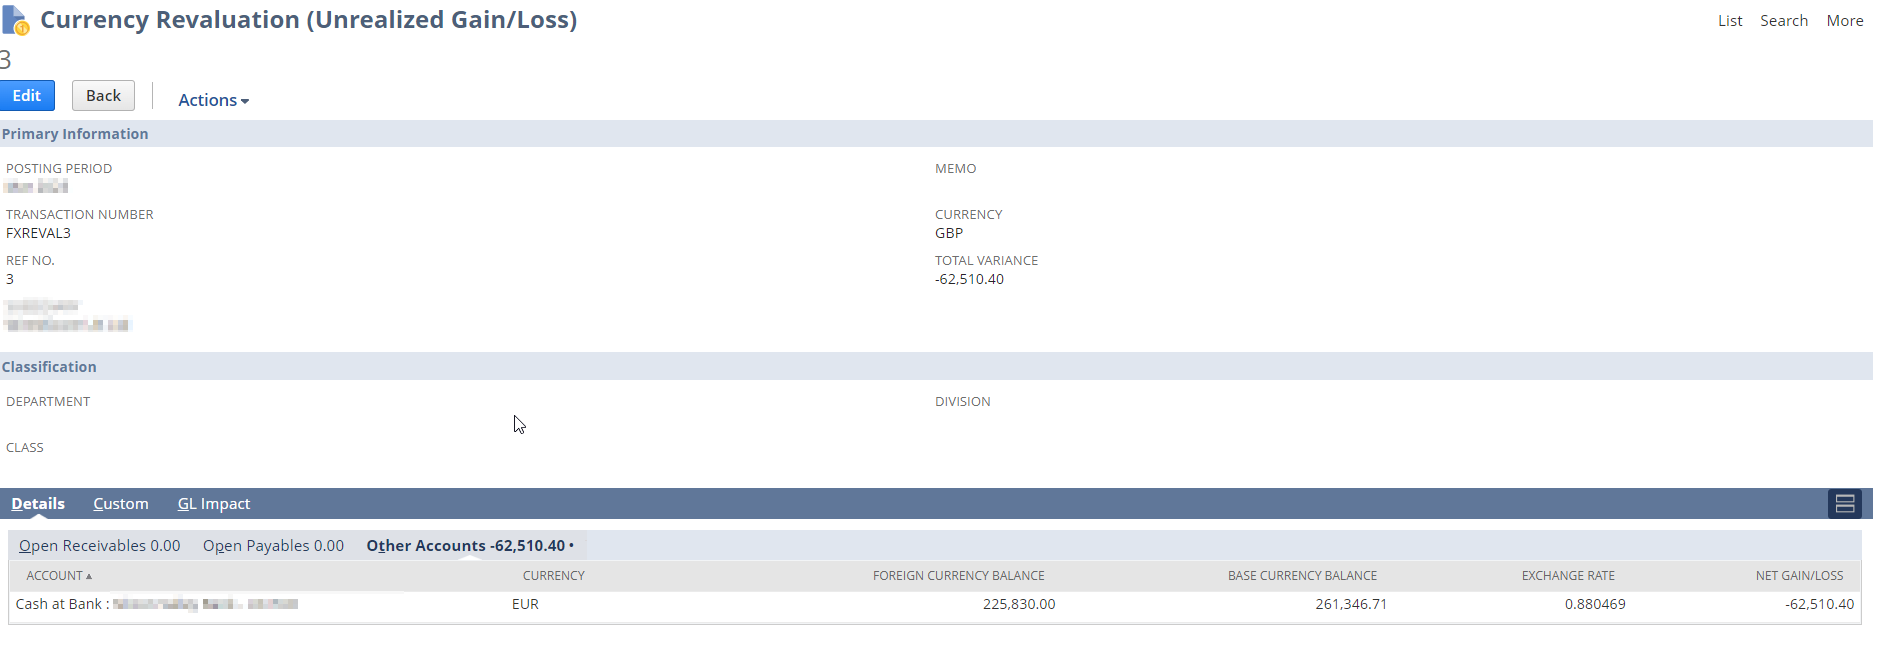 Currency Revaluation (Unrealized Gain/Loss)
List Search More
3
Edit Back Actions
Primary Information
POSTING PERIOD
MEMO
TRANSACTION NUMBER
FXREVAL3
CURRENCY
GBP
REF NO.
3
TOTAL VARIANCE
-62,510.40
Classification
DEPARTMENT
DIVISION
CLASS
Details Custom GL Impact
Open Receivables 0.00 Open Payables 0.00 Other Accounts -62,510.40 •
ACCOUNT CURRENCY FOREIGN CURRENCY BALANCE BASE CURRENCY BALANCE EXCHANGE RATE NET GAIN/LOSS
Cash at Bank : EUR 225,830.00 261,346.71 0.880469 -62,510.40